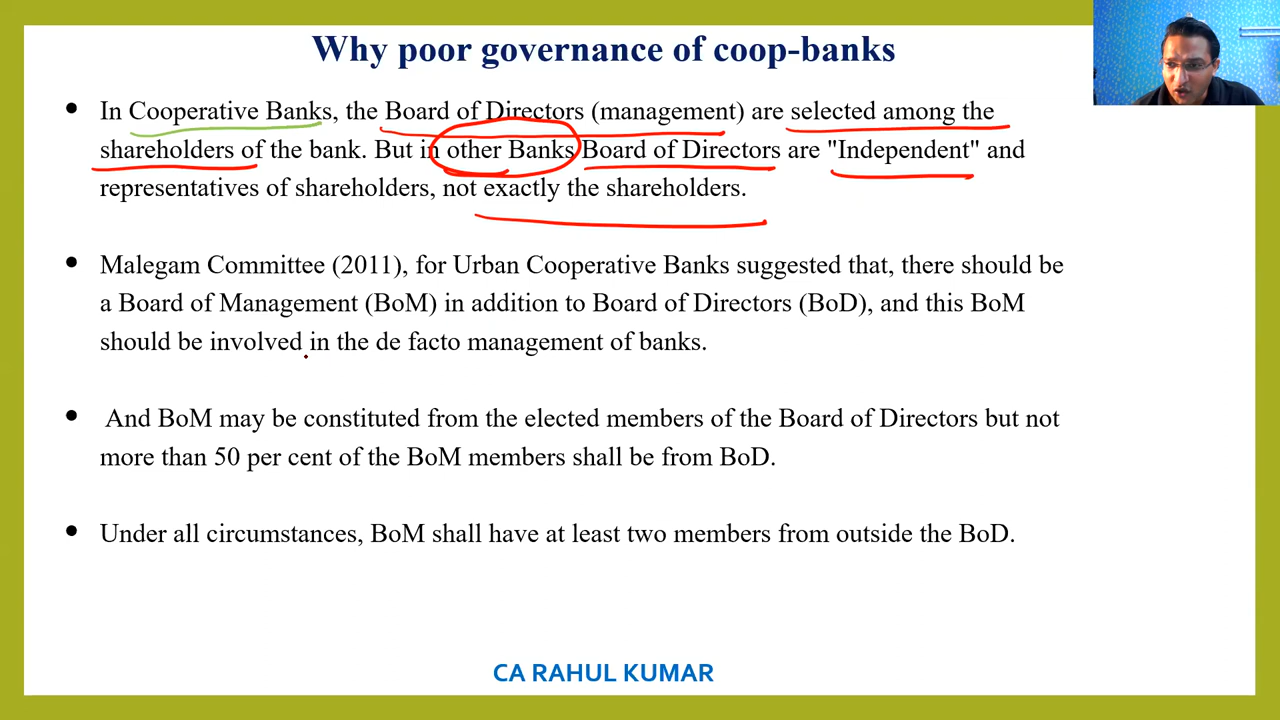 Why poor governance of coop-banks
• In Cooperative Banks, the Board of Directors (management) are selected among the
shareholders of the bank. But in other Banks Board of Directors are "Independent" and
representatives of shareholders, not exactly the shareholders.
• Malegam Committee (2011), for Urban Cooperative Banks suggested that, there should be
a Board of Management (BoM) in addition to Board of Directors (BoD), and this BoM
should be involved in the de facto management of banks.
• And BoM may be constituted from the elected members of the Board of Directors but not
more than 50 per cent of the BoM members shall be from BoD.
• Under all circumstances, BoM shall have at least two members from outside the BoD.
CA RAHUL KUMAR